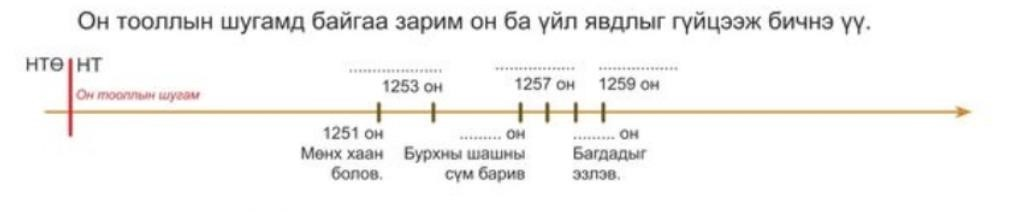 Он тооллын шугамд байгаа зарим он ба үйл явдлыг гүйцээж бичнэ үү.
НТӨ НТ
Он тооллын шугам
.................... ................. .................
1253 он 1257 он 1259 он
1251 он ......... он ......... он
Мөнх хаан Бурхны шашны Багдадыг
болов. сүм барив эзлэв.